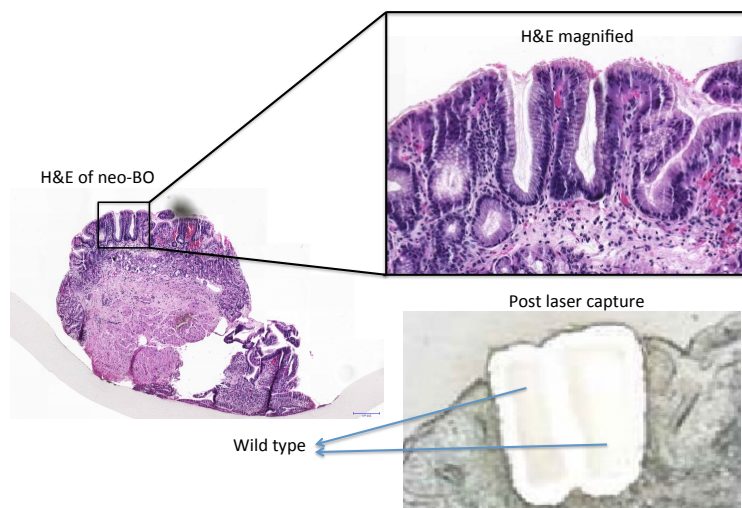 H&E magnified
H&E of neo-BO
Post laser capture
Wild type